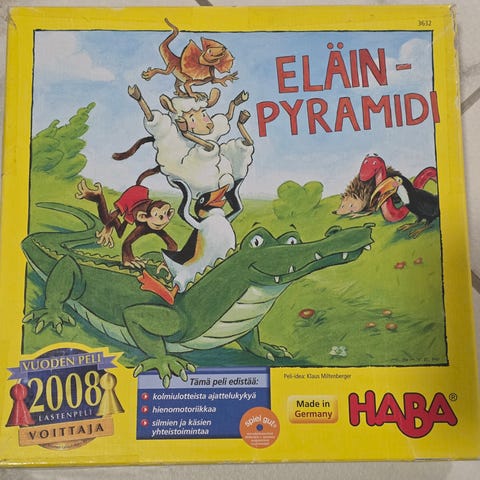 3632
ELÄIN-
PYRAMIDI
M. BAYER N
Peli-idea: Klaus Miltenberger
VUODEN PELI
2008
LASTENPELI
VOITTAJA
Tämä peli edistää:
• kolmiulotteista ajattelukykyä
• hienomotoriikkaa
• silmien ja käsien
yhteistoimintaa
spiel gut®
Made in
Germany
HABA®